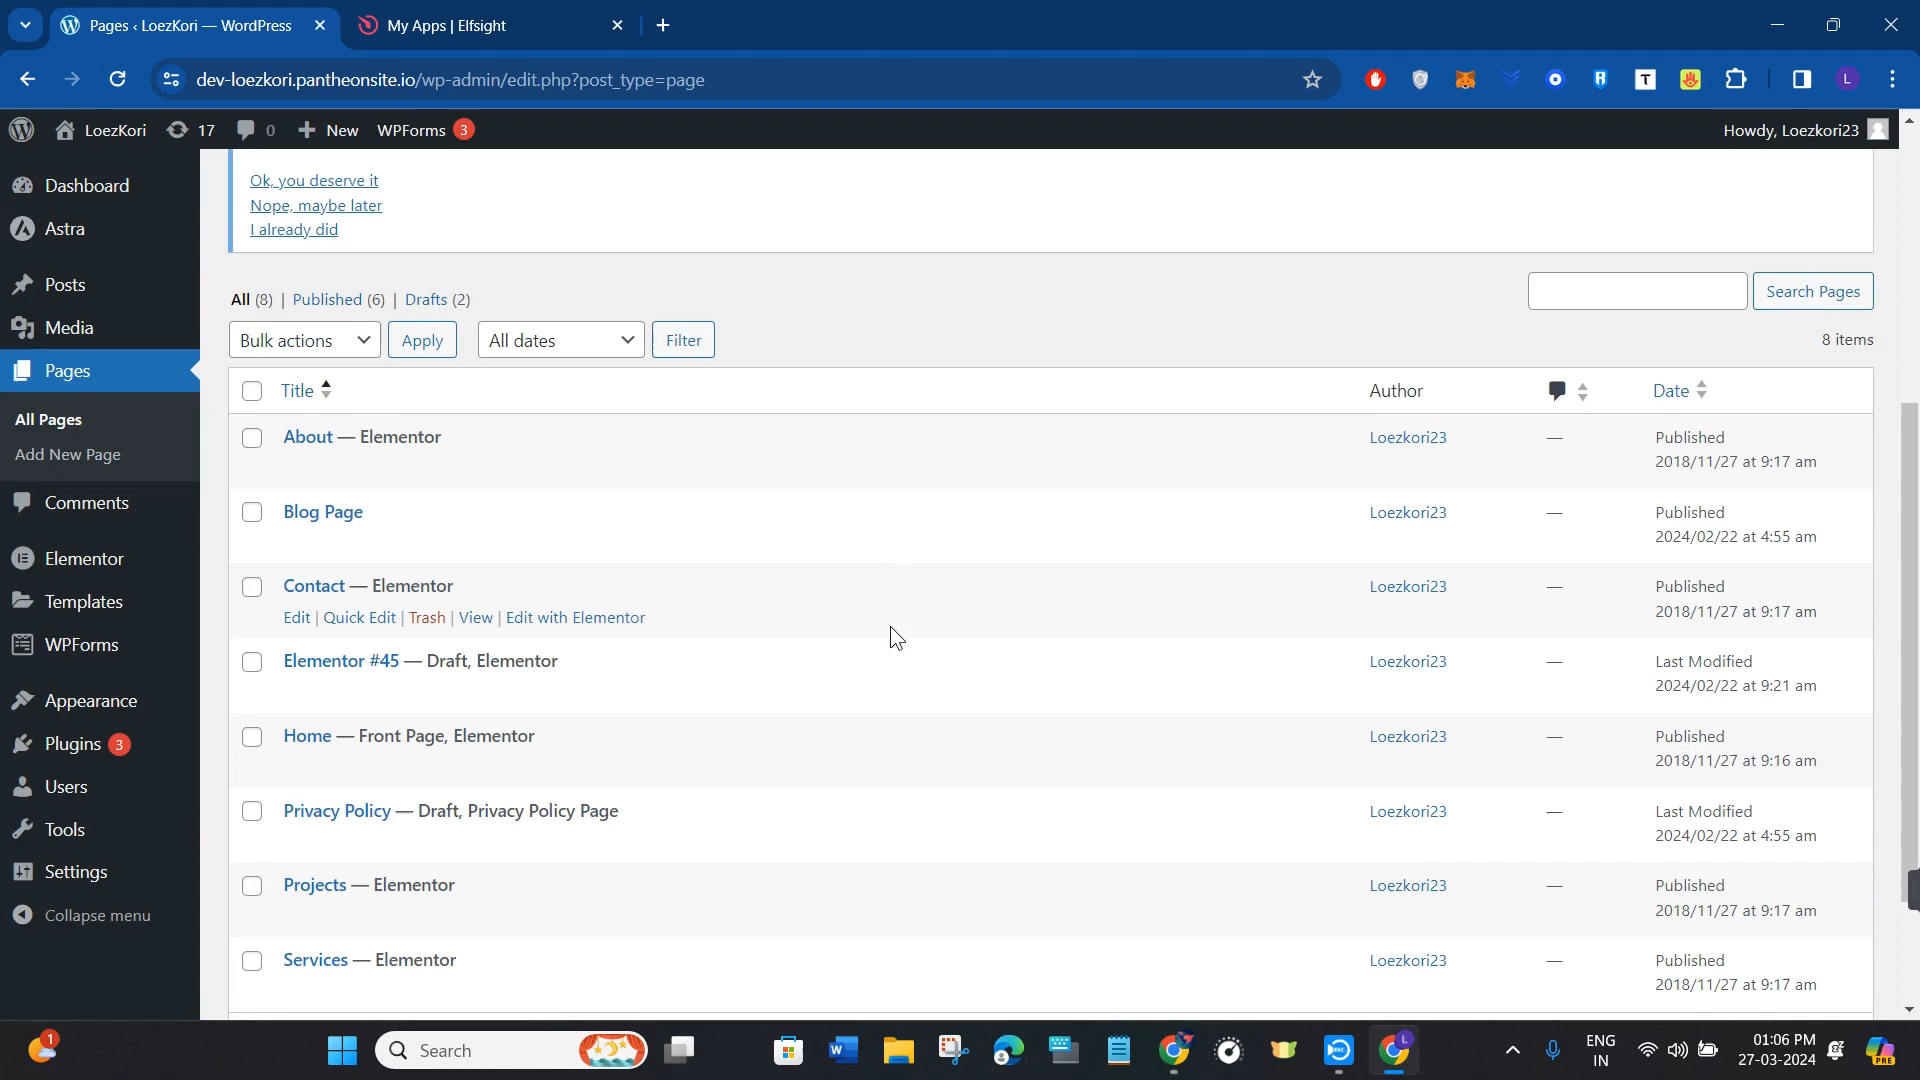 Pages ‹ LoezKori — WordPress
My Apps | Elfsight
dev-loezkori.pantheonsite.io/wp-admin/edit.php?post_type=page
T
L
LoezKori
17
0
New
WPForms 3
Howdy, Loezkori23
Dashboard
Astra
Posts
Media
Pages
All Pages
Add New Page
Comments
Elementor
Templates
WPForms
Appearance
Plugins 3
Users
Tools
Settings
Collapse menu
Ok, you deserve it
Nope, maybe later
I already did
All (8) | Published (6) | Drafts (2)
Search Pages
Bulk actions
Apply
All dates
Filter
8 items
Title
Author
Date
About — Elementor
Loezkori23
—
Published
2018/11/27 at 9:17 am
Blog Page
Loezkori23
—
Published
2024/02/22 at 4:55 am
Contact — Elementor
Edit | Quick Edit | Trash | View | Edit with Elementor
Loezkori23
—
Published
2018/11/27 at 9:17 am
Elementor #45 — Draft, Elementor
Loezkori23
—
Last Modified
2024/02/22 at 9:21 am
Home — Front Page, Elementor
Loezkori23
—
Published
2018/11/27 at 9:16 am
Privacy Policy — Draft, Privacy Policy Page
Loezkori23
—
Last Modified
2024/02/22 at 4:55 am
Projects — Elementor
Loezkori23
—
Published
2018/11/27 at 9:17 am
Services — Elementor
Loezkori23
—
Published
2018/11/27 at 9:17 am
1
Search
W
L
ENG
IN
01:06 PM
27-03-2024
PRE